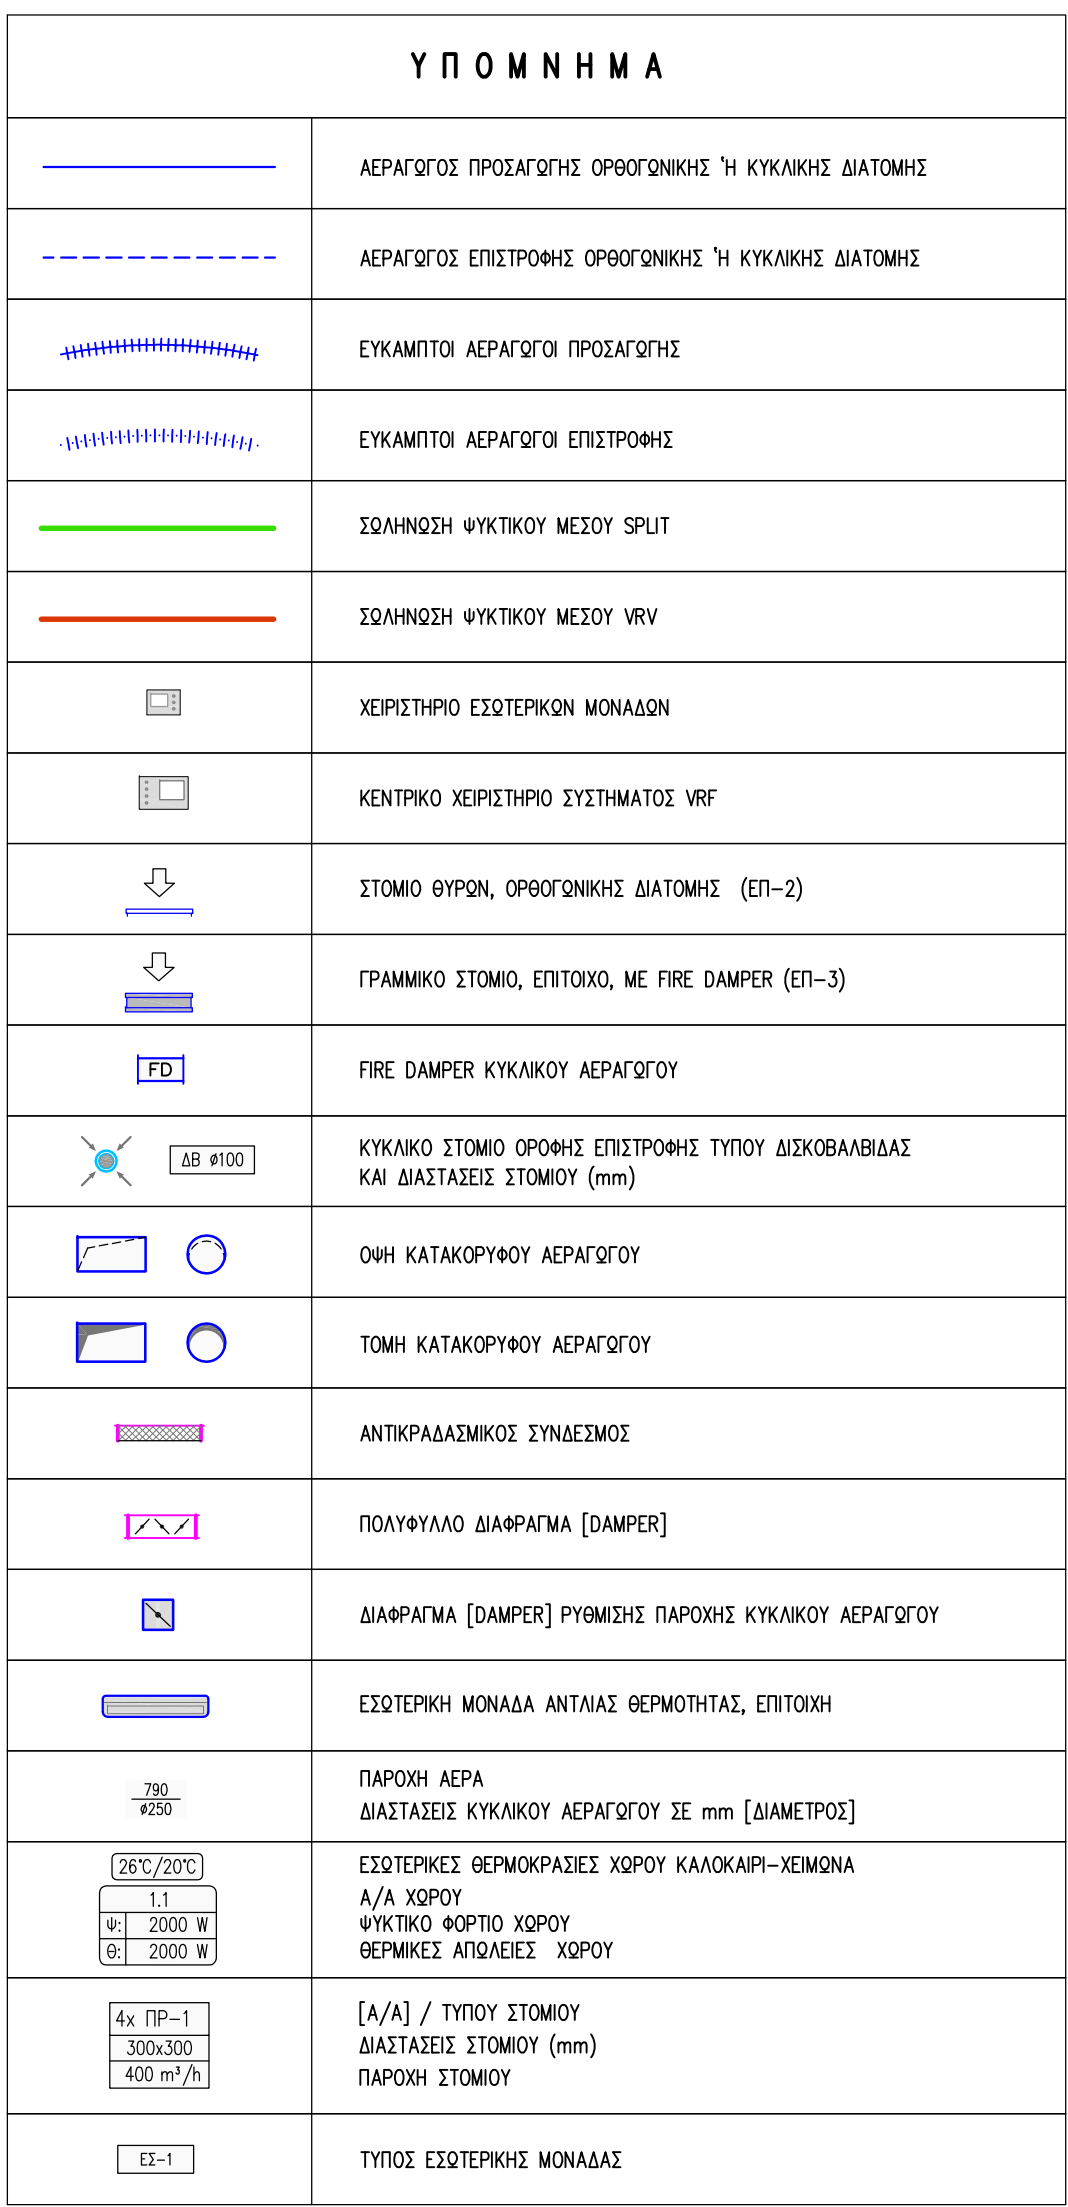 ΥΠΟΜΝΗΜΑ
ΑΕΡΑΓΩΓΟΣ ΠΡΟΣΑΓΩΓΗΣ ΟΡΘΟΓΩΝΙΚΗΣ Ή ΚΥΚΛΙΚΗΣ ΔΙΑΤΟΜΗΣ
ΑΕΡΑΓΩΓΟΣ ΕΠΙΣΤΡΟΦΗΣ ΟΡΘΟΓΩΝΙΚΗΣ Ή ΚΥΚΛΙΚΗΣ ΔΙΑΤΟΜΗΣ
ΕΥΚΑΜΠΤΟΙ ΑΕΡΑΓΩΓΟΙ ΠΡΟΣΑΓΩΓΗΣ
ΕΥΚΑΜΠΤΟΙ ΑΕΡΑΓΩΓΟΙ ΕΠΙΣΤΡΟΦΗΣ
ΣΩΛΗΝΩΣΗ ΨΥΚΤΙΚΟΥ ΜΕΣΟΥ SPLIT
ΣΩΛΗΝΩΣΗ ΨΥΚΤΙΚΟΥ ΜΕΣΟΥ VRV
ΧΕΙΡΙΣΤΗΡΙΟ ΕΣΩΤΕΡΙΚΩΝ ΜΟΝΑΔΩΝ
ΚΕΝΤΡΙΚΟ ΧΕΙΡΙΣΤΗΡΙΟ ΣΥΣΤΗΜΑΤΟΣ VRF
ΣΤΟΜΙΟ ΘΥΡΩΝ, ΟΡΘΟΓΩΝΙΚΗΣ ΔΙΑΤΟΜΗΣ (ΕΠ-2)
ΓΡΑΜΜΙΚΟ ΣΤΟΜΙΟ, ΕΠΙΤΟΙΧΟ, ΜΕ FIRE DAMPER (ΕΠ-3)
FD
FIRE DAMPER ΚΥΚΛΙΚΟΥ ΑΕΡΑΓΩΓΟΥ
ΔΒ Ø100
ΚΥΚΛΙΚΟ ΣΤΟΜΙΟ ΟΡΟΦΗΣ ΕΠΙΣΤΡΟΦΗΣ ΤΥΠΟΥ ΔΙΣΚΟΒΑΛΒΙΔΑΣ
ΚΑΙ ΔΙΑΣΤΑΣΕΙΣ ΣΤΟΜΙΟΥ (mm)
ΟΨΗ ΚΑΤΑΚΟΡΥΦΟΥ ΑΕΡΑΓΩΓΟΥ
ΤΟΜΗ ΚΑΤΑΚΟΡΥΦΟΥ ΑΕΡΑΓΩΓΟΥ
ΑΝΤΙΚΡΑΔΑΣΜΙΚΟΣ ΣΥΝΔΕΣΜΟΣ
ΠΟΛΥΦΥΛΛΟ ΔΙΑΦΡΑΓΜΑ [DAMPER]
ΔΙΑΦΡΑΓΜΑ [DAMPER] ΡΥΘΜΙΣΗΣ ΠΑΡΟΧΗΣ ΚΥΚΛΙΚΟΥ ΑΕΡΑΓΩΓΟΥ
ΕΣΩΤΕΡΙΚΗ ΜΟΝΑΔΑ ΑΝΤΛΙΑΣ ΘΕΡΜΟΤΗΤΑΣ, ΕΠΙΤΟΙΧΗ
790
Ø250
ΠΑΡΟΧΗ ΑΕΡΑ
ΔΙΑΣΤΑΣΕΙΣ ΚΥΚΛΙΚΟΥ ΑΕΡΑΓΩΓΟΥ ΣΕ mm [ΔΙΑΜΕΤΡΟΣ]
26°C/20°C
1.1
Ψ: 2000 W
Θ: 2000 W
ΕΣΩΤΕΡΙΚΕΣ ΘΕΡΜΟΚΡΑΣΙΕΣ ΧΩΡΟΥ ΚΑΛΟΚΑΙΡΙ-ΧΕΙΜΩΝΑ
Α/Α ΧΩΡΟΥ
ΨΥΚΤΙΚΟ ΦΟΡΤΙΟ ΧΩΡΟΥ
ΘΕΡΜΙΚΕΣ ΑΠΩΛΕΙΕΣ ΧΩΡΟΥ
4x ΠΡ-1
300x300
400 m³/h
[Α/Α] / ΤΥΠΟΥ ΣΤΟΜΙΟΥ
ΔΙΑΣΤΑΣΕΙΣ ΣΤΟΜΙΟΥ (mm)
ΠΑΡΟΧΗ ΣΤΟΜΙΟΥ
ΕΣ-1
ΤΥΠΟΣ ΕΣΩΤΕΡΙΚΗΣ ΜΟΝΑΔΑΣ